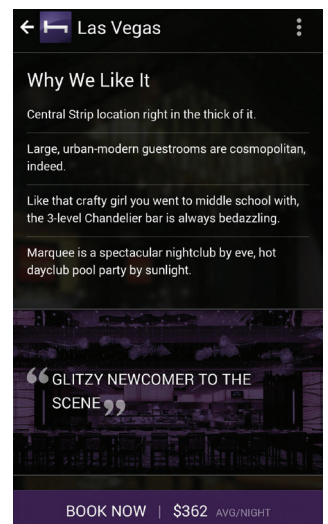 Las Vegas
Why We Like It
Central Strip location right in the thick of it.
Large, urban-modern guestrooms are cosmopolitan,
indeed.
Like that crafty girl you went to middle school with,
the 3-level Chandelier bar is always bedazzling.
Marquee is a spectacular nightclub by eve, hot
dayclub pool party by sunlight.
“GLITZY NEWCOMER TO THE
SCENE”
BOOK NOW | $362 AVG/NIGHT